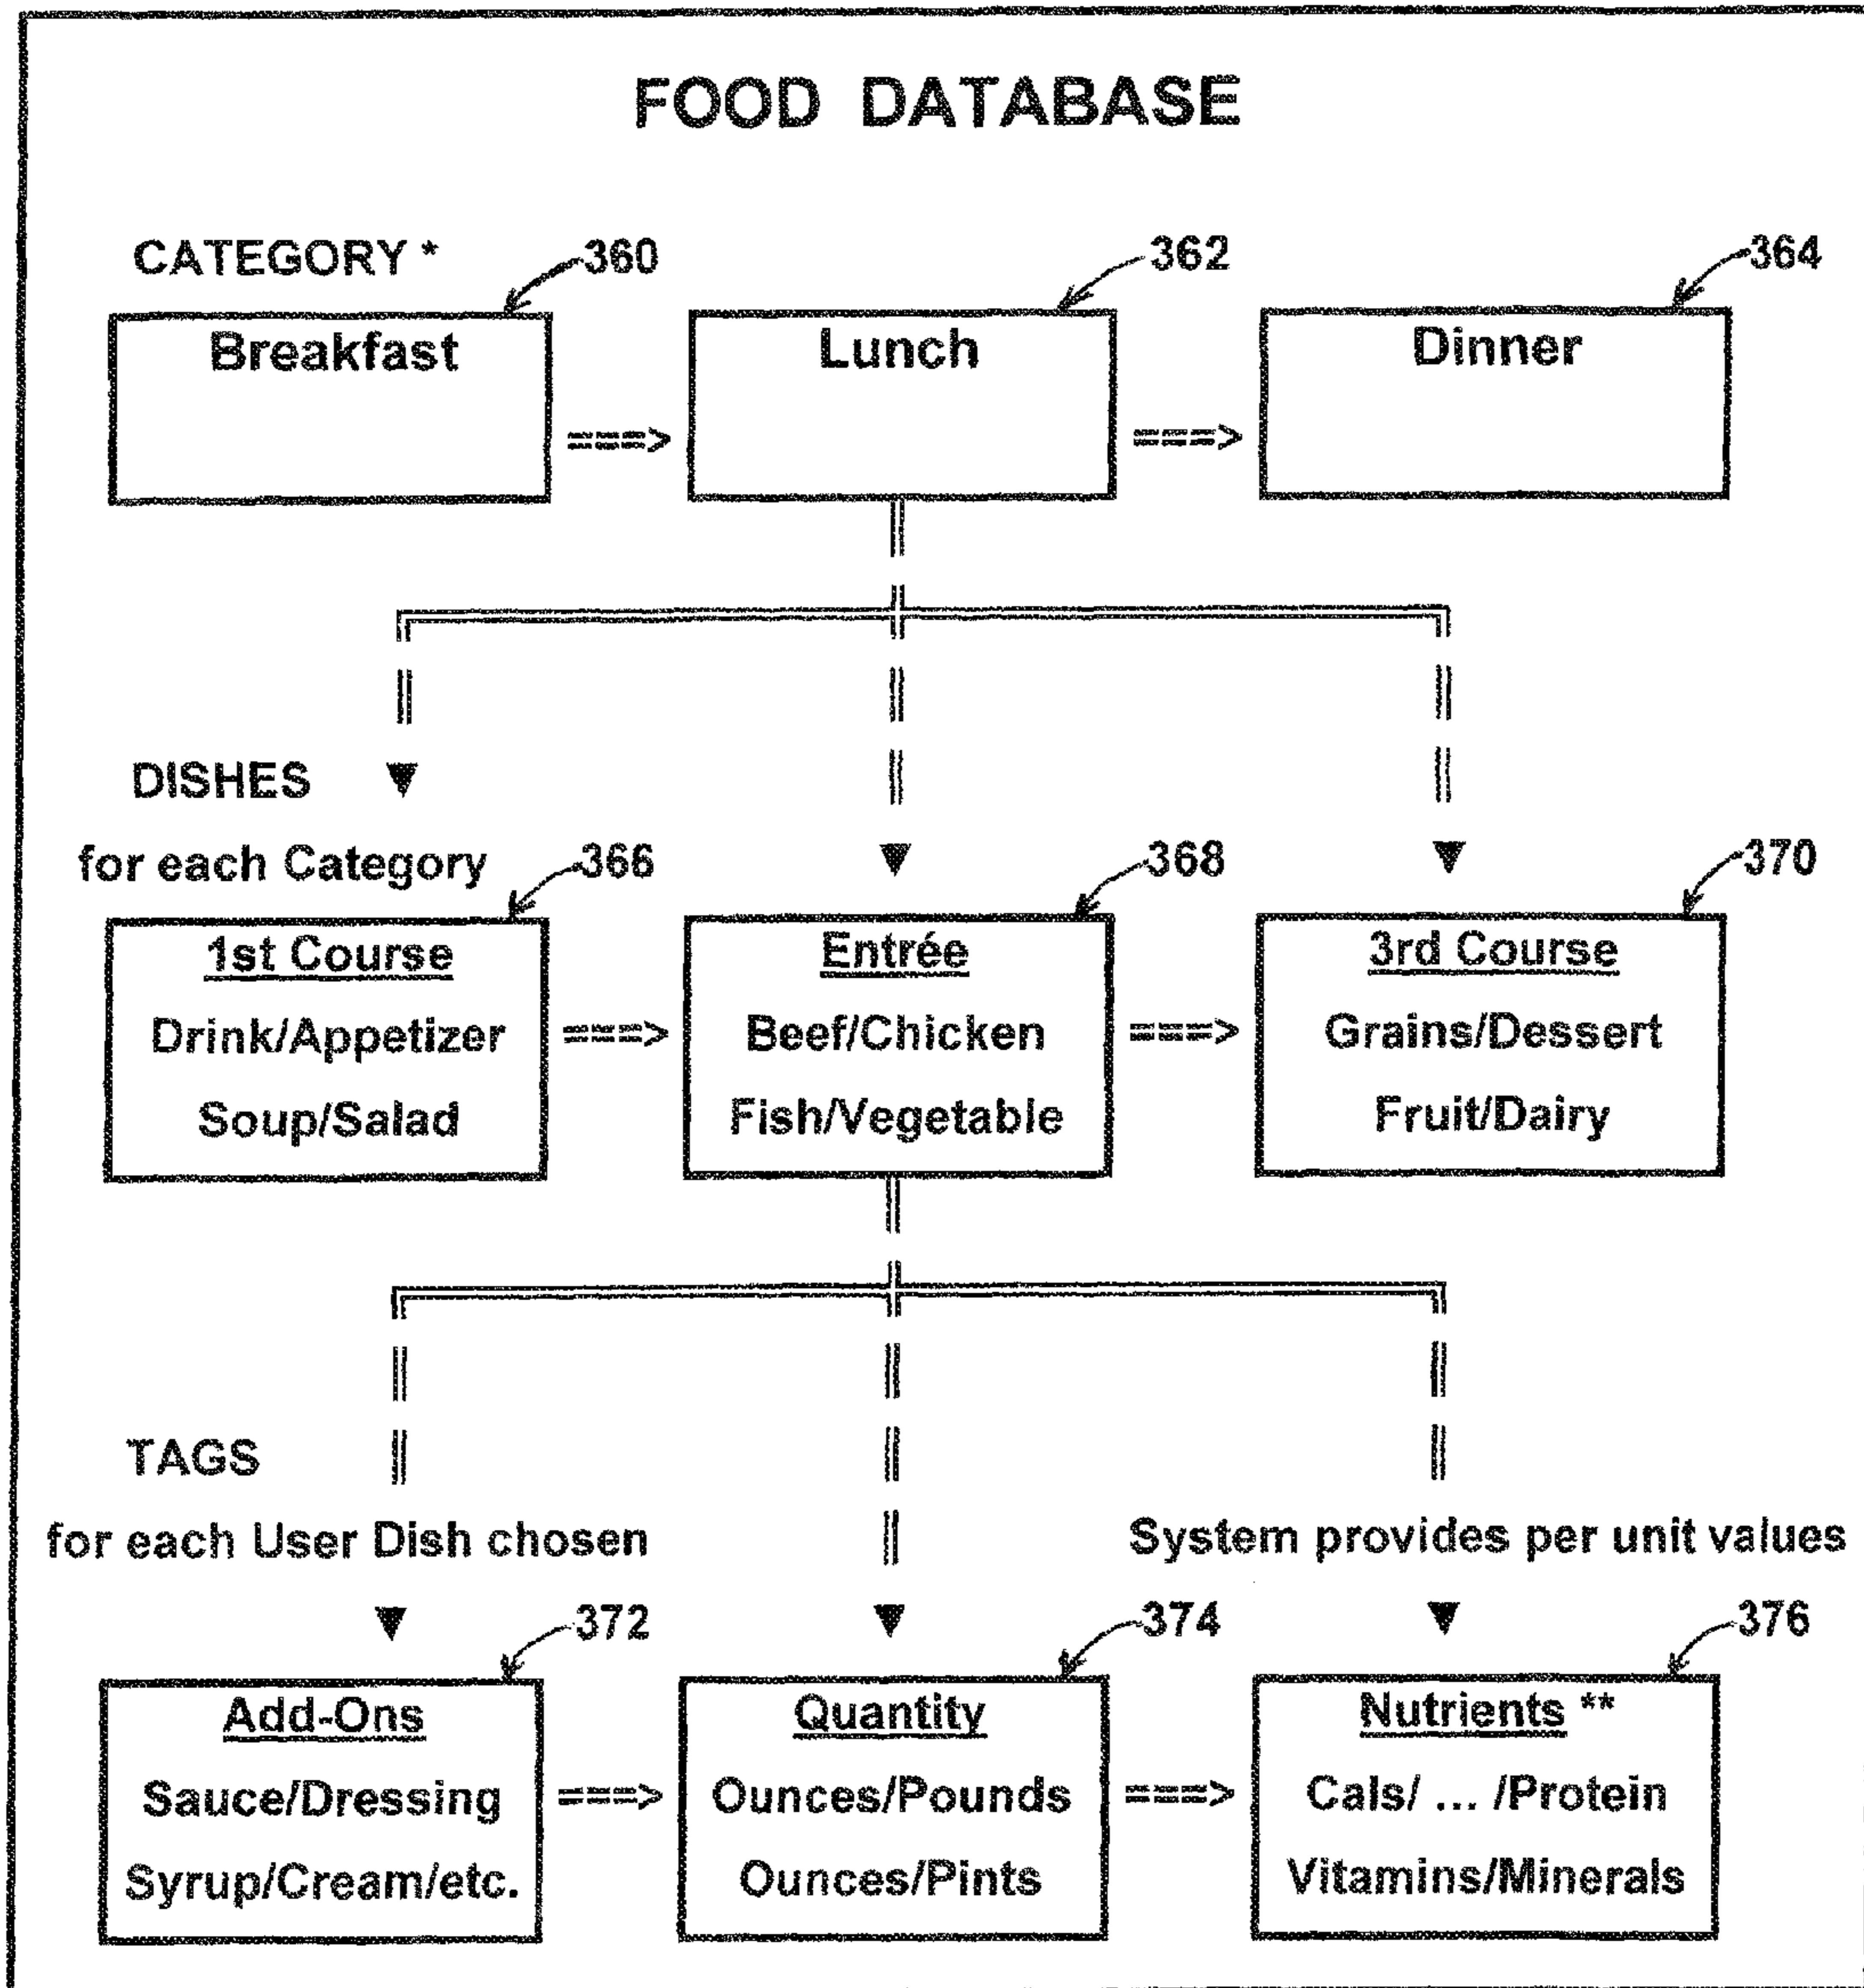 FOOD DATABASE
CATEGORY *
360
362
364
Breakfast
Lunch
Dinner
===>
===>
DISHES
for each Category
366
368
370
1st Course
Drink/Appetizer
Soup/Salad
===>
Entrée
Beef/Chicken
Fish/Vegetable
===>
3rd Course
Grains/Dessert
Fruit/Dairy
TAGS
for each User Dish chosen
System provides per unit values
372
374
376
Add-Ons
Sauce/Dressing
Syrup/Cream/etc.
===>
Quantity
Ounces/Pounds
Ounces/Pints
===>
Nutrients **
Cals/ ... /Protein
Vitamins/Minerals